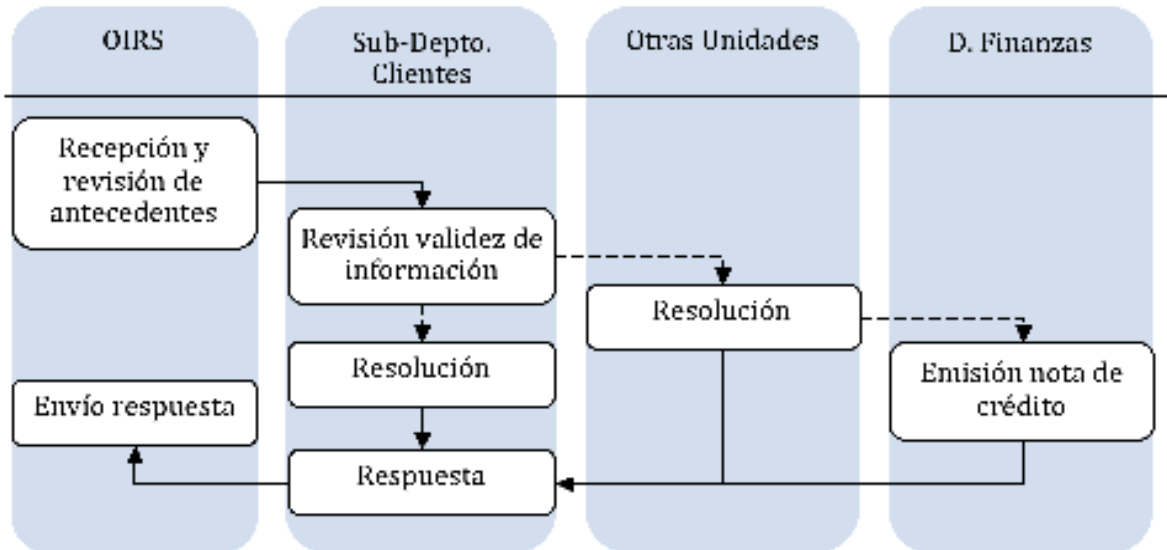 OIRS
Sub-Depto.
Clientes
Otras Unidades
D. Finanzas
Recepción y
revisión de
antecedentes
Revisión validez de
información
Resolución
Resolución
Emisión nota de
crédito
Envío respuesta
Respuesta